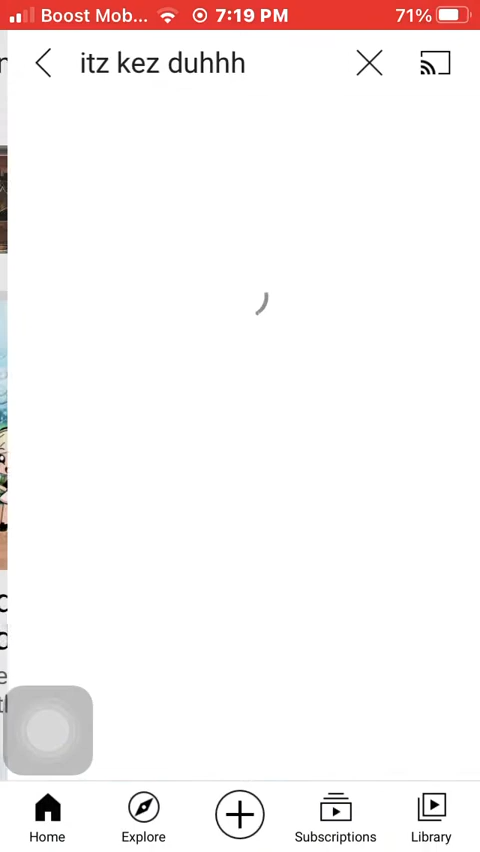 Boost Mob... 7:19 PM 71%
itz kez duhhh
Home Explore Subscriptions Library